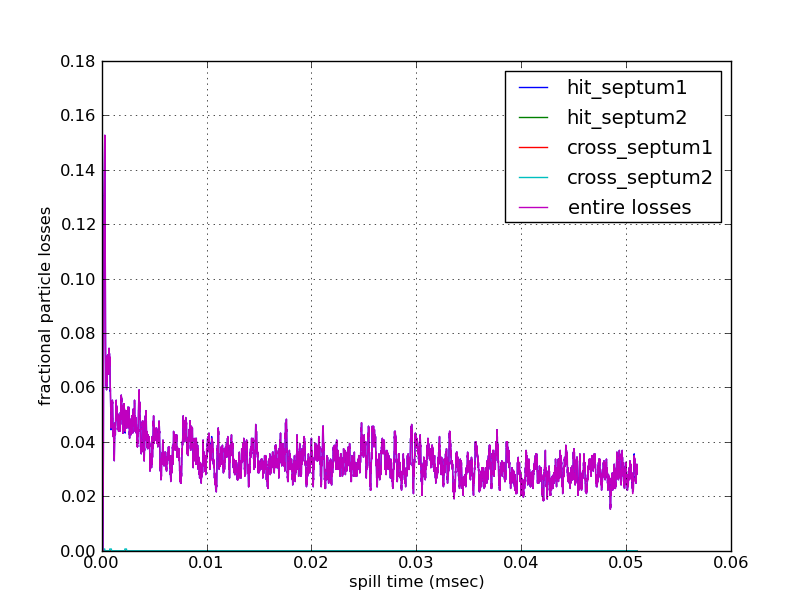 0.18
0.16
0.14
0.12
0.10
0.08
0.06
0.04
0.02
0.00
fractional particle losses
hit_septum1
hit_septum2
cross_septum1
cross_septum2
entire losses
0.00 0.01 0.02 0.03 0.04 0.05 0.06
spill time (msec)